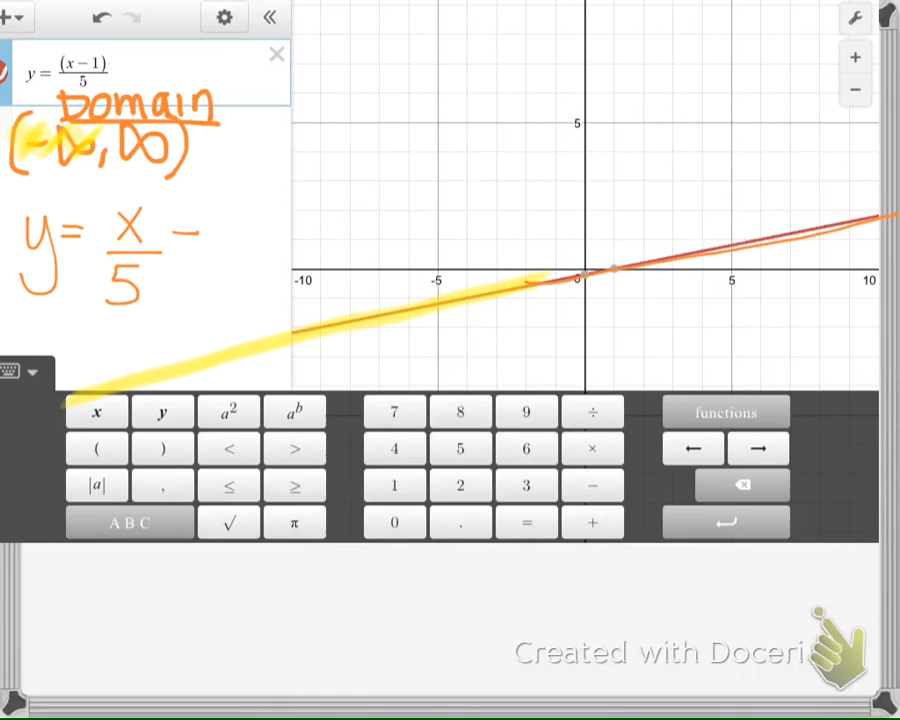 y = (x − 1)/5
Domain
(-∞, ∞)
y = x/5 −
5
-10 -5 0 5 10
x y a² aᵇ 7 8 9 ÷ functions
( ) < > 4 5 6 × ← →
|a| , ≤ ≥ 1 2 3 −
A B C √ π 0 . = +
Created with Doceri